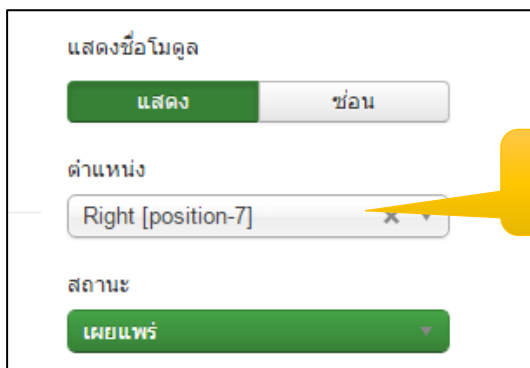 แสดงชื่อโมดูล
แสดง ซ่อน
ตำแหน่ง
Right [position-7]
สถานะ
เผยแพร่